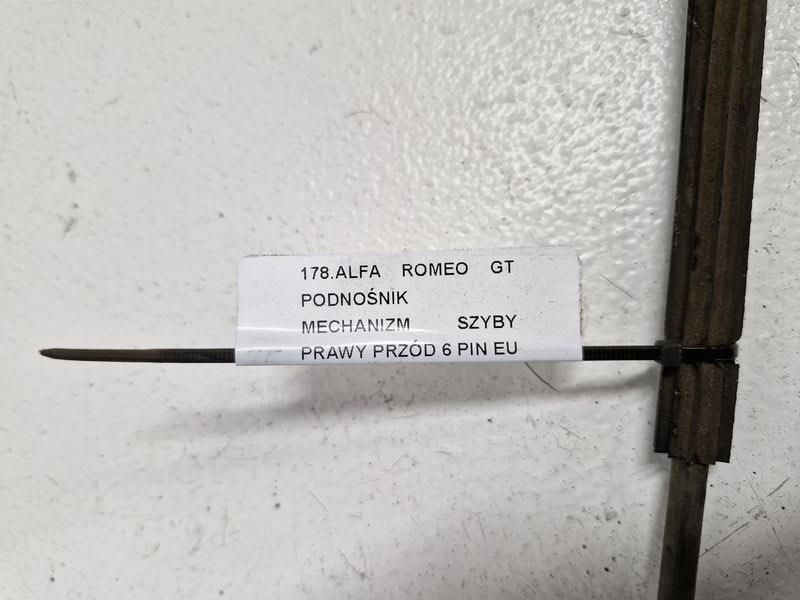 178.ALFA ROMEO GT
PODNOŚNIK
MECHANIZM SZYBY
PRAWY PRZÓD 6 PIN EU